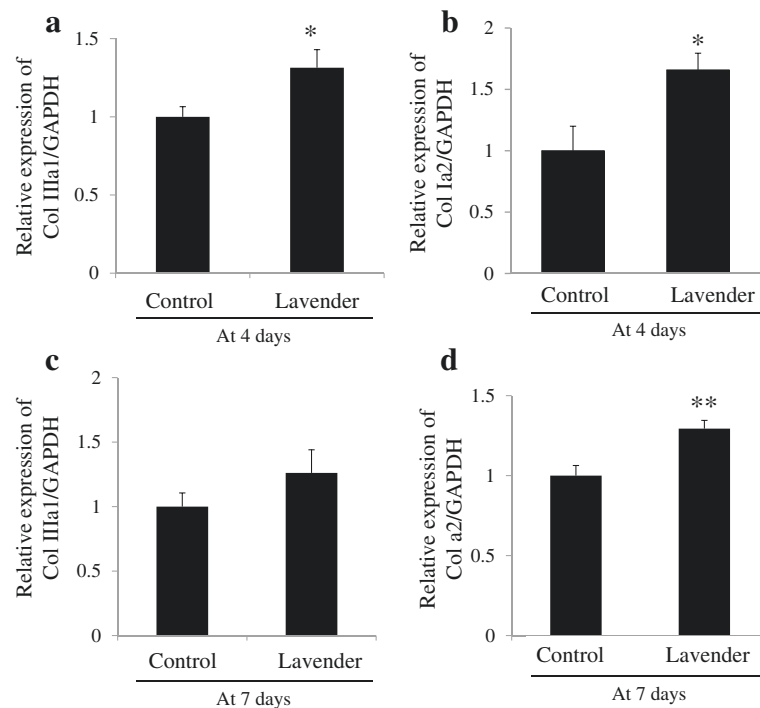 a
Relative expression of
Col IIIa1/GAPDH
1.5
1
0.5
0
*
Control Lavender
At 4 days
b
Relative expression of
Col Ia2/GAPDH
2
1.5
1
0.5
0
*
Control Lavender
At 4 days
c
Relative expression of
Col IIIa1/GAPDH
2
1.5
1
0.5
0
Control Lavender
At 7 days
d
Relative expression of
Col a2/GAPDH
1.5
1
0.5
0
**
Control Lavender
At 7 days